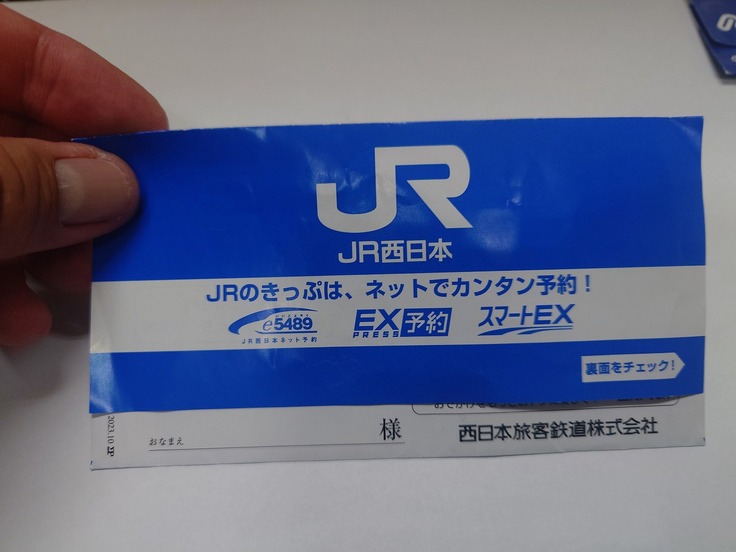 JR
JR西日本
JRのきっぷは、ネットでカンタン予約！
e5489
JR西日本ネット予約
EX予約
PRESS
スマートEX
裏面をチェック!
おなまえ
様
西日本旅客鉄道株式会社
2023.10